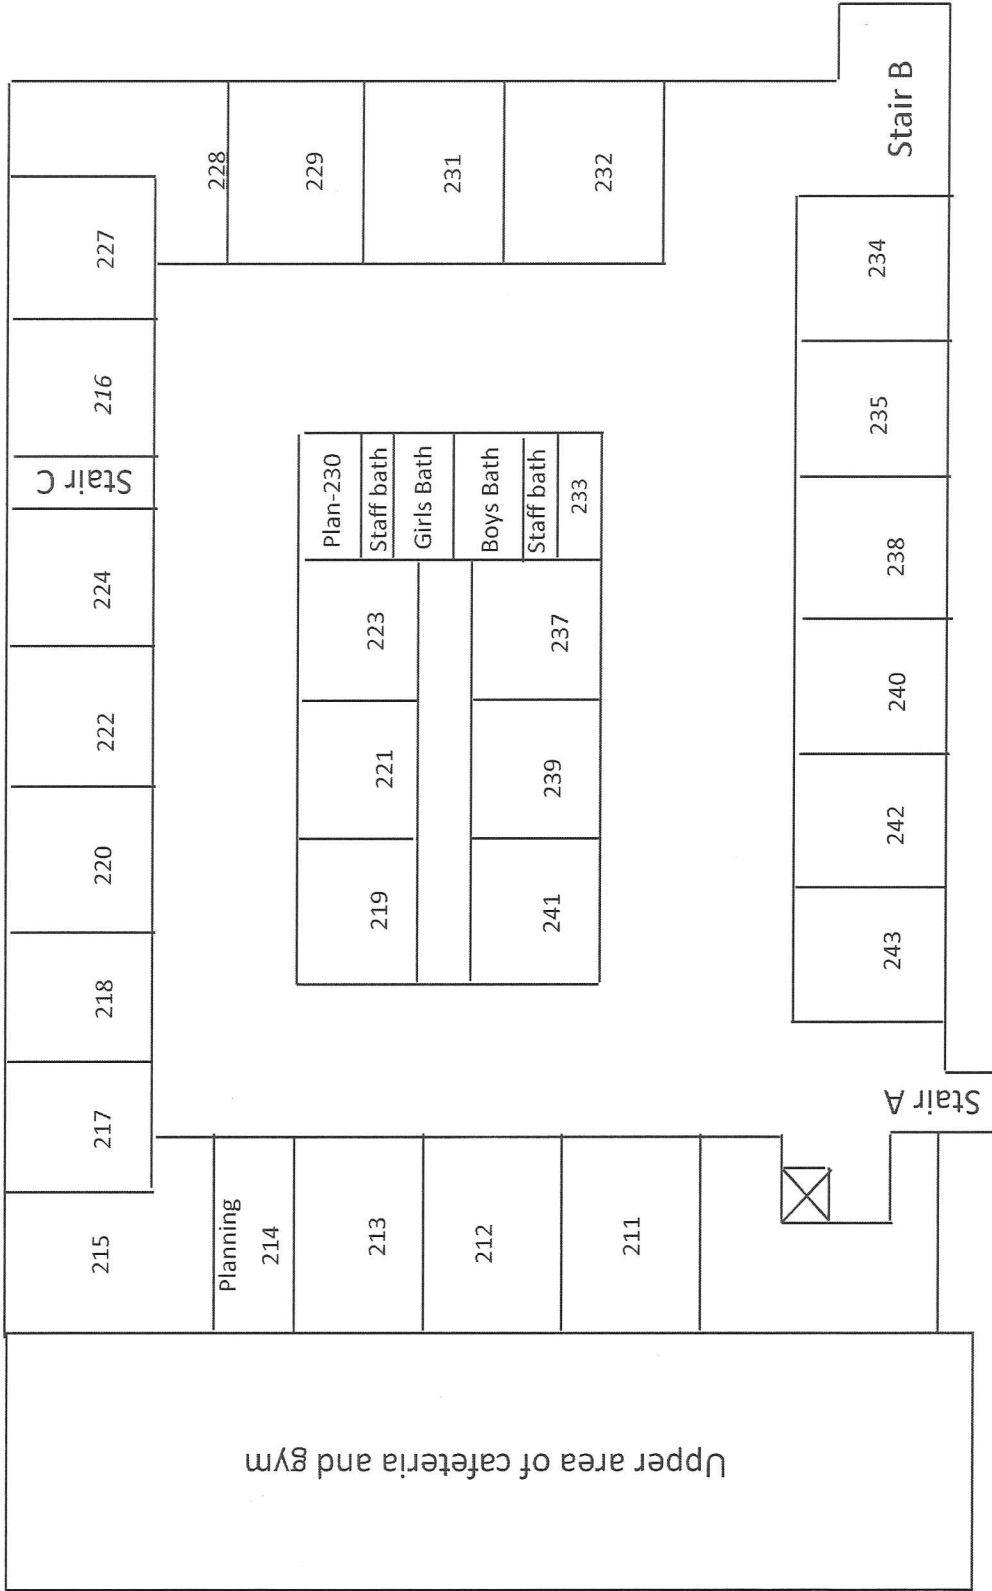 Stair B
228
229
231
232
227
216
Stair C
224
222
220
218
217
215
234
235
238
240
242
243
Stair A
Plan-230
Staff bath
Girls Bath
Boys Bath
Staff bath
233
223
221
219
237
239
241
Planning
214
213
212
211
Upper area of cafeteria and gym